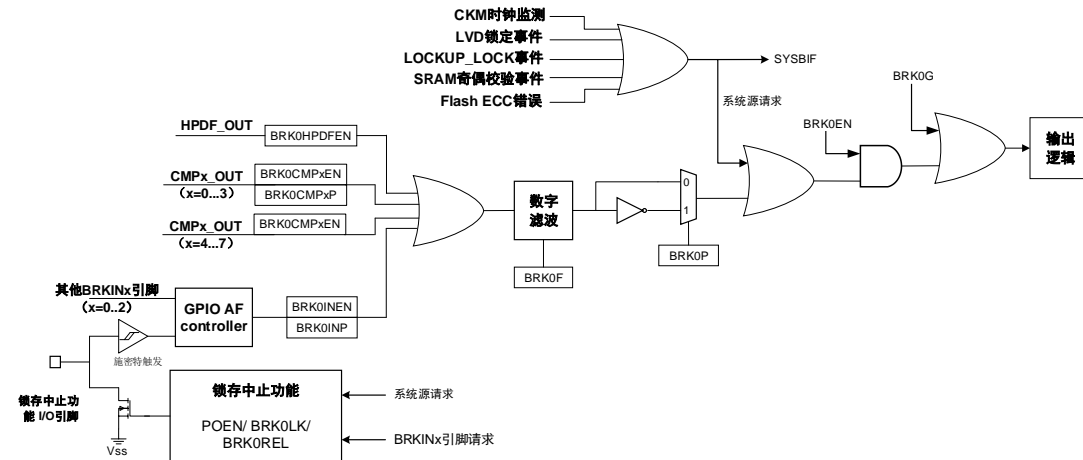 CKM时钟监测
LVD锁定事件
LOCKUP_LOCK事件
SRAM奇偶校验事件
Flash ECC错误
SYSBIF
系统源请求
BRK0G
BRK0EN
输出
逻辑
HPDF_OUT
BRK0HPDFEN
CMPx_OUT
（x=0...3）
BRK0CMPxEN
BRK0CMPxP
CMPx_OUT
（x=4...7）
BRK0CMPxEN
数字
滤波
BRK0F
0
1
BRK0P
其他BRKINx引脚
（x=0..2）
GPIO AF
controller
BRK0INEN
BRK0INP
施密特触发
锁存中止功
能 I/O引脚
Vss
锁存中止功能
POEN/ BRK0LK/
BRK0REL
系统源请求
BRKINx引脚请求